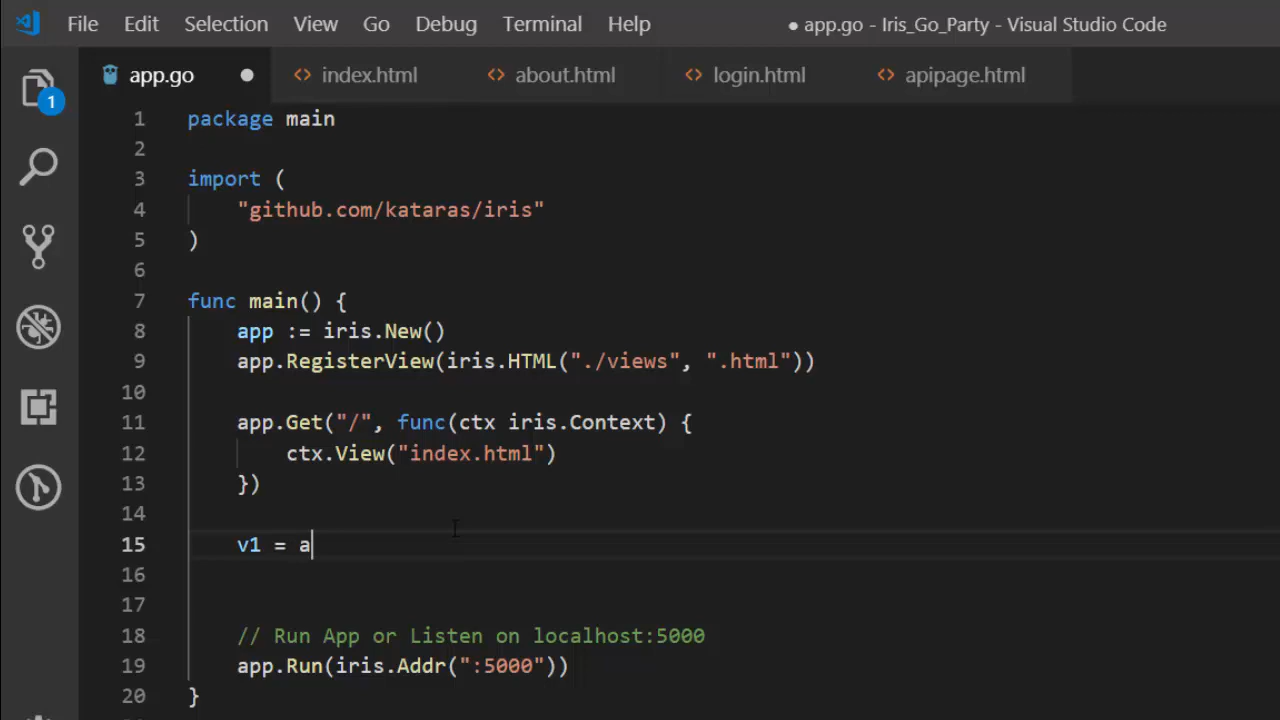 File Edit Selection View Go Debug Terminal Help ● app.go - Iris_Go_Party - Visual Studio Code
1
app.go ● <> index.html <> about.html <> login.html <> apipage.html
1 package main
2
3 import (
4 "github.com/kataras/iris"
5 )
6
7 func main() {
8 app := iris.New()
9 app.RegisterView(iris.HTML("./views", ".html"))
10
11 app.Get("/", func(ctx iris.Context) {
12 ctx.View("index.html")
13 })
14
15 v1 = a
16
17
18 // Run App or Listen on localhost:5000
19 app.Run(iris.Addr(":5000"))
20 }